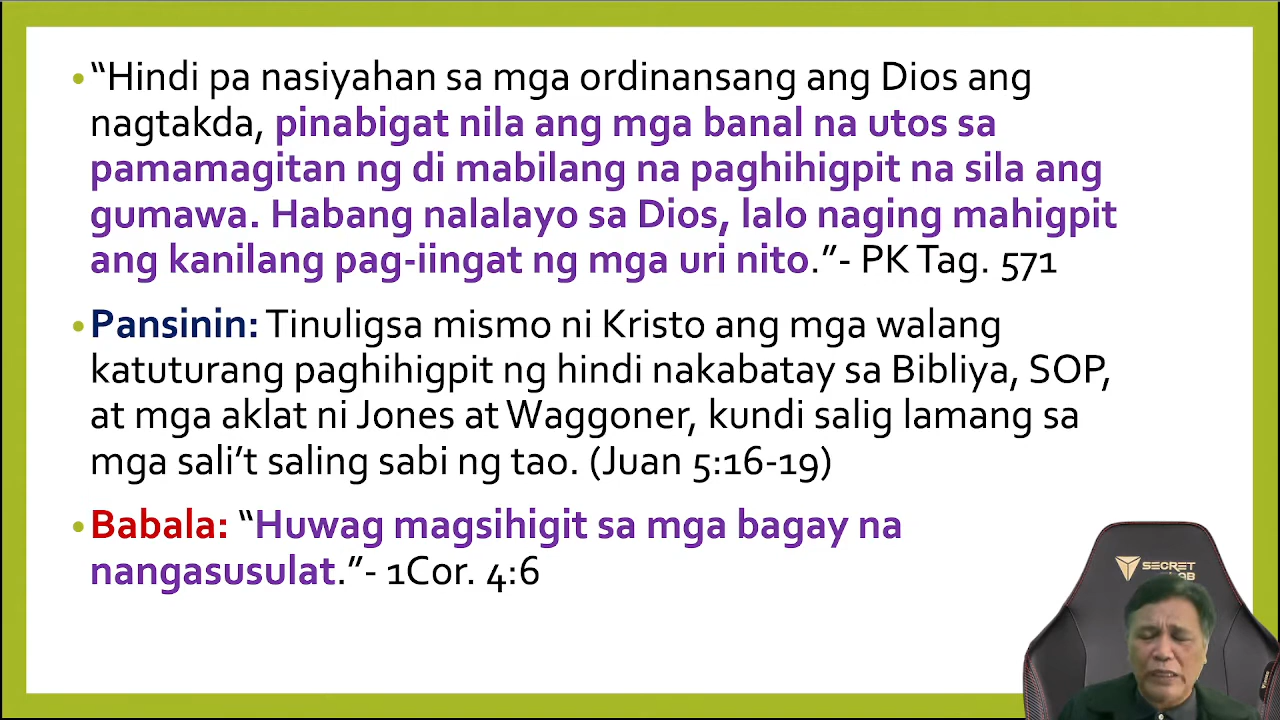 • “Hindi pa nasiyahan sa mga ordinansang ang Dios ang
nagtakda, pinabigat nila ang mga banal na utos sa
pamamagitan ng di mabilang na paghihigpit na sila ang
gumawa. Habang nalalayo sa Dios, lalo naging mahigpit
ang kanilang pag-iingat ng mga uri nito.”- PK Tag. 571
• Pansinin: Tinuligsa mismo ni Kristo ang mga walang
katuturang paghihigpit ng hindi nakabatay sa Bibliya, SOP,
at mga aklat ni Jones at Waggoner, kundi salig lamang sa
mga sali’t saling sabi ng tao. (Juan 5:16-19)
• Babala: “Huwag magsihigit sa mga bagay na
nangasusulat.”- 1Cor. 4:6
SECRET